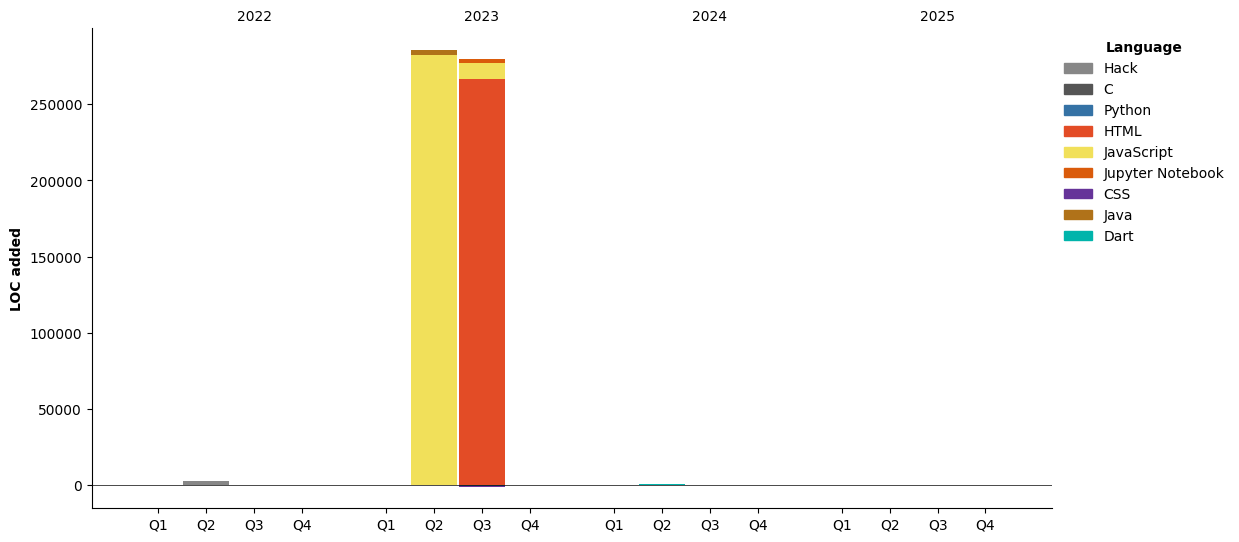 2022 2023 2024 2025
Language
Hack
C
Python
HTML
JavaScript
Jupyter Notebook
CSS
Java
Dart
LOC added
250000
200000
150000
100000
50000
0
Q1 Q2 Q3 Q4 Q1 Q2 Q3 Q4 Q1 Q2 Q3 Q4 Q1 Q2 Q3 Q4